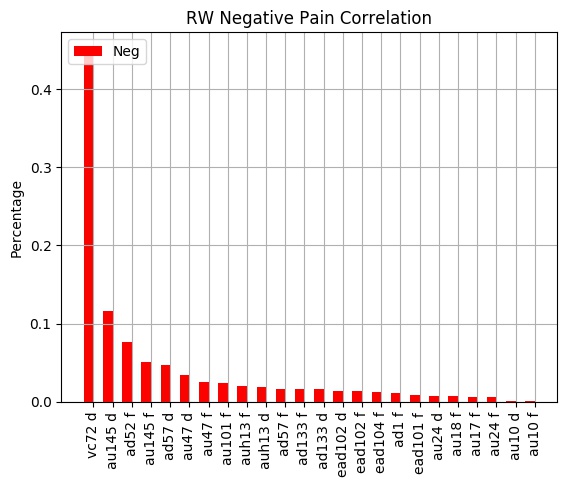 RW Negative Pain Correlation
Neg
Percentage
0.4
0.3
0.2
0.1
0.0
vc72 d
au145 d
ad52 f
au145 f
ad57 d
au47 d
au47 f
au101 f
auh13 f
auh13 d
ad57 f
ad133 f
ad133 d
ead102 d
ead102 f
ead104 f
ad1 f
ead101 f
au24 d
au18 f
au17 f
au24 f
au10 d
au10 f